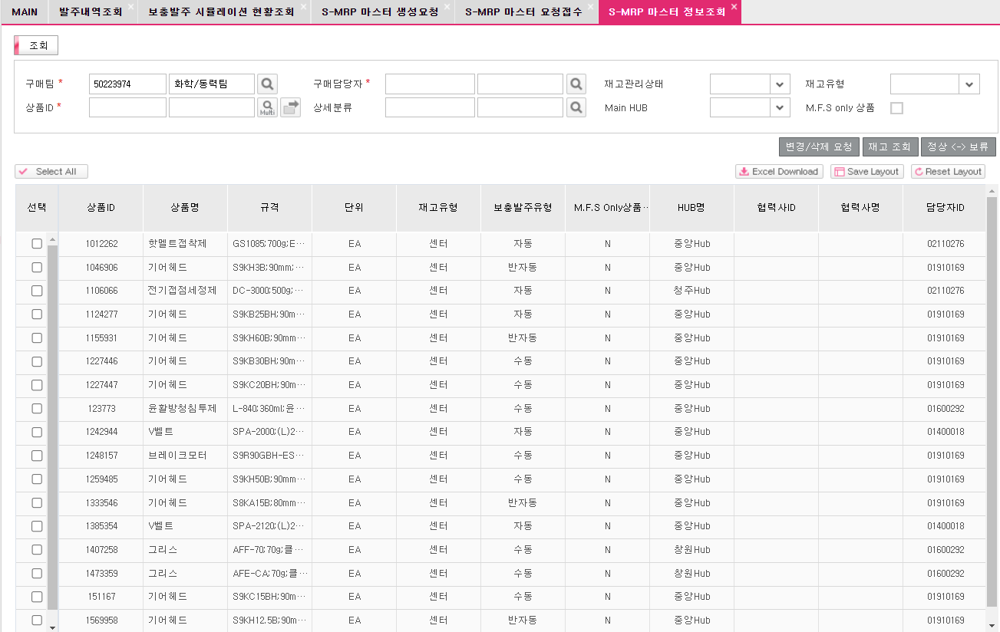 MAIN 발주내역조회 보충발주 시뮬레이션 현황조회 S-MRP 마스터 생성요청 S-MRP 마스터 요청접수 S-MRP 마스터 정보조회
조회
구매팀 * 50223974 화학/동력팀 구매담당자 * 재고관리상태 재고유형
상품ID * Multi 상세분류 Main HUB M.F.S only 상품
변경/삭제 요청 재고 조회 정상 <-> 보류
Select All Excel Download Save Layout Reset Layout
선택 상품ID 상품명 규격 단위 재고유형 보충발주유형 M.F.S Only상품… HUB명 협력사ID 협력사명 담당자ID
1012262 핫멜트접착제 GS1085;700g;E… EA 센터 자동 N 중앙Hub 02110276
1046906 기어헤드 S9KH3B;90mm;… EA 센터 반자동 N 중앙Hub 01910169
1106066 전기접점세정제 DC-3000;500g;… EA 센터 자동 N 청주Hub 02110276
1124277 기어헤드 S9KB25BH;90m… EA 센터 자동 N 중앙Hub 01910169
1155931 기어헤드 S9KH60B;90mm… EA 센터 반자동 N 중앙Hub 01910169
1227446 기어헤드 S9KB30BH;90m… EA 센터 수동 N 중앙Hub 01910169
1227447 기어헤드 S9KC20BH;90m… EA 센터 수동 N 중앙Hub 01910169
123773 윤활방청침투제 L-840;360ml;윤… EA 센터 수동 N 중앙Hub 01600292
1242944 V벨트 SPA-2000;(L)2… EA 센터 자동 N 중앙Hub 01400018
1248157 브레이크모터 S9R90GBH-ES… EA 센터 수동 N 중앙Hub 01910169
1259485 기어헤드 S9KH50B;90mm… EA 센터 수동 N 중앙Hub 01910169
1333546 기어헤드 S8KA15B;80mm… EA 센터 반자동 N 중앙Hub 01910169
1385354 V벨트 SPA-2120;(L)2… EA 센터 자동 N 중앙Hub 01400018
1407258 그리스 AFF-70;70g;클… EA 센터 수동 N 창원Hub 01600292
1473359 그리스 AFE-CA;70g;클… EA 센터 수동 N 창원Hub 01600292
151167 기어헤드 S9KC15BH;90m… EA 센터 수동 N 중앙Hub 01910169
1569958 기어헤드 S9KH12.5B;90m… EA 센터 반자동 N 중앙Hub 01910169